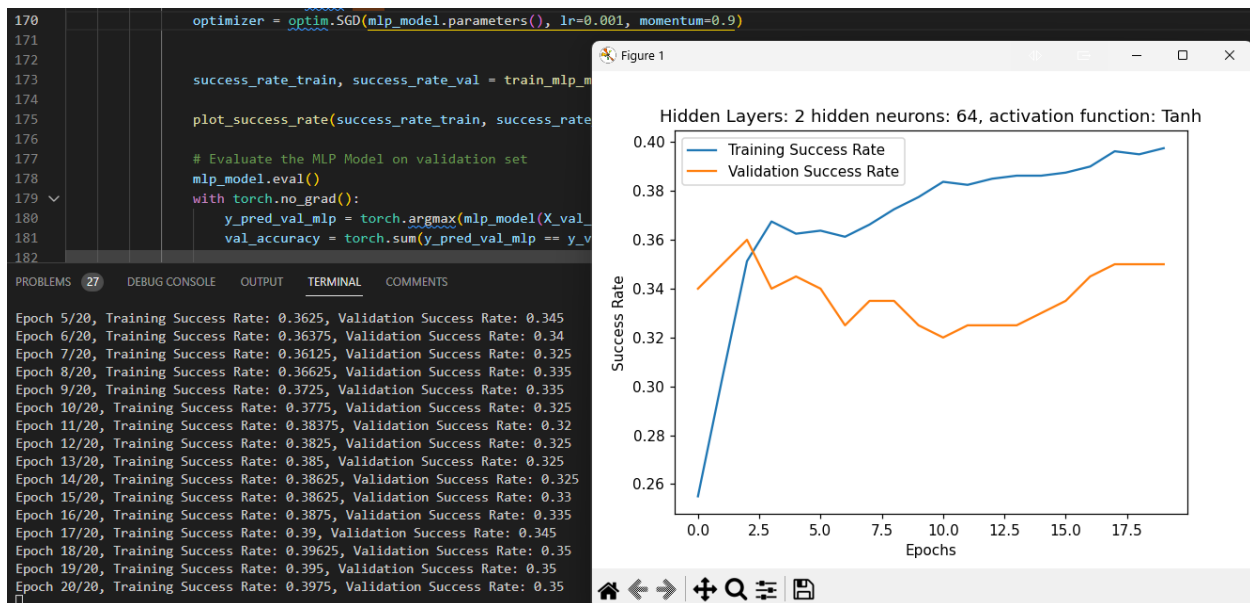 170 optimizer = optim.SGD(mlp_model.parameters(), lr=0.001, momentum=0.9)
171
172
173 success_rate_train, success_rate_val = train_mlp_m
174
175 plot_success_rate(success_rate_train, success_rate
176
177 # Evaluate the MLP Model on validation set
178 mlp_model.eval()
179 with torch.no_grad():
180 y_pred_val_mlp = torch.argmax(mlp_model(X_val_
181 val_accuracy = torch.sum(y_pred_val_mlp == y_v
182
PROBLEMS 27 DEBUG CONSOLE OUTPUT TERMINAL COMMENTS
Epoch 5/20, Training Success Rate: 0.3625, Validation Success Rate: 0.345
Epoch 6/20, Training Success Rate: 0.36375, Validation Success Rate: 0.34
Epoch 7/20, Training Success Rate: 0.36125, Validation Success Rate: 0.325
Epoch 8/20, Training Success Rate: 0.36625, Validation Success Rate: 0.335
Epoch 9/20, Training Success Rate: 0.3725, Validation Success Rate: 0.335
Epoch 10/20, Training Success Rate: 0.3775, Validation Success Rate: 0.325
Epoch 11/20, Training Success Rate: 0.38375, Validation Success Rate: 0.32
Epoch 12/20, Training Success Rate: 0.3825, Validation Success Rate: 0.325
Epoch 13/20, Training Success Rate: 0.385, Validation Success Rate: 0.325
Epoch 14/20, Training Success Rate: 0.38625, Validation Success Rate: 0.325
Epoch 15/20, Training Success Rate: 0.38625, Validation Success Rate: 0.33
Epoch 16/20, Training Success Rate: 0.3875, Validation Success Rate: 0.335
Epoch 17/20, Training Success Rate: 0.39, Validation Success Rate: 0.345
Epoch 18/20, Training Success Rate: 0.39625, Validation Success Rate: 0.35
Epoch 19/20, Training Success Rate: 0.395, Validation Success Rate: 0.35
Epoch 20/20, Training Success Rate: 0.3975, Validation Success Rate: 0.35
Figure 1
Hidden Layers: 2 hidden neurons: 64, activation function: Tanh
Training Success Rate
Validation Success Rate
0.40
0.38
0.36
0.34
0.32
0.30
0.28
0.26
Success Rate
0.0 2.5 5.0 7.5 10.0 12.5 15.0 17.5
Epochs